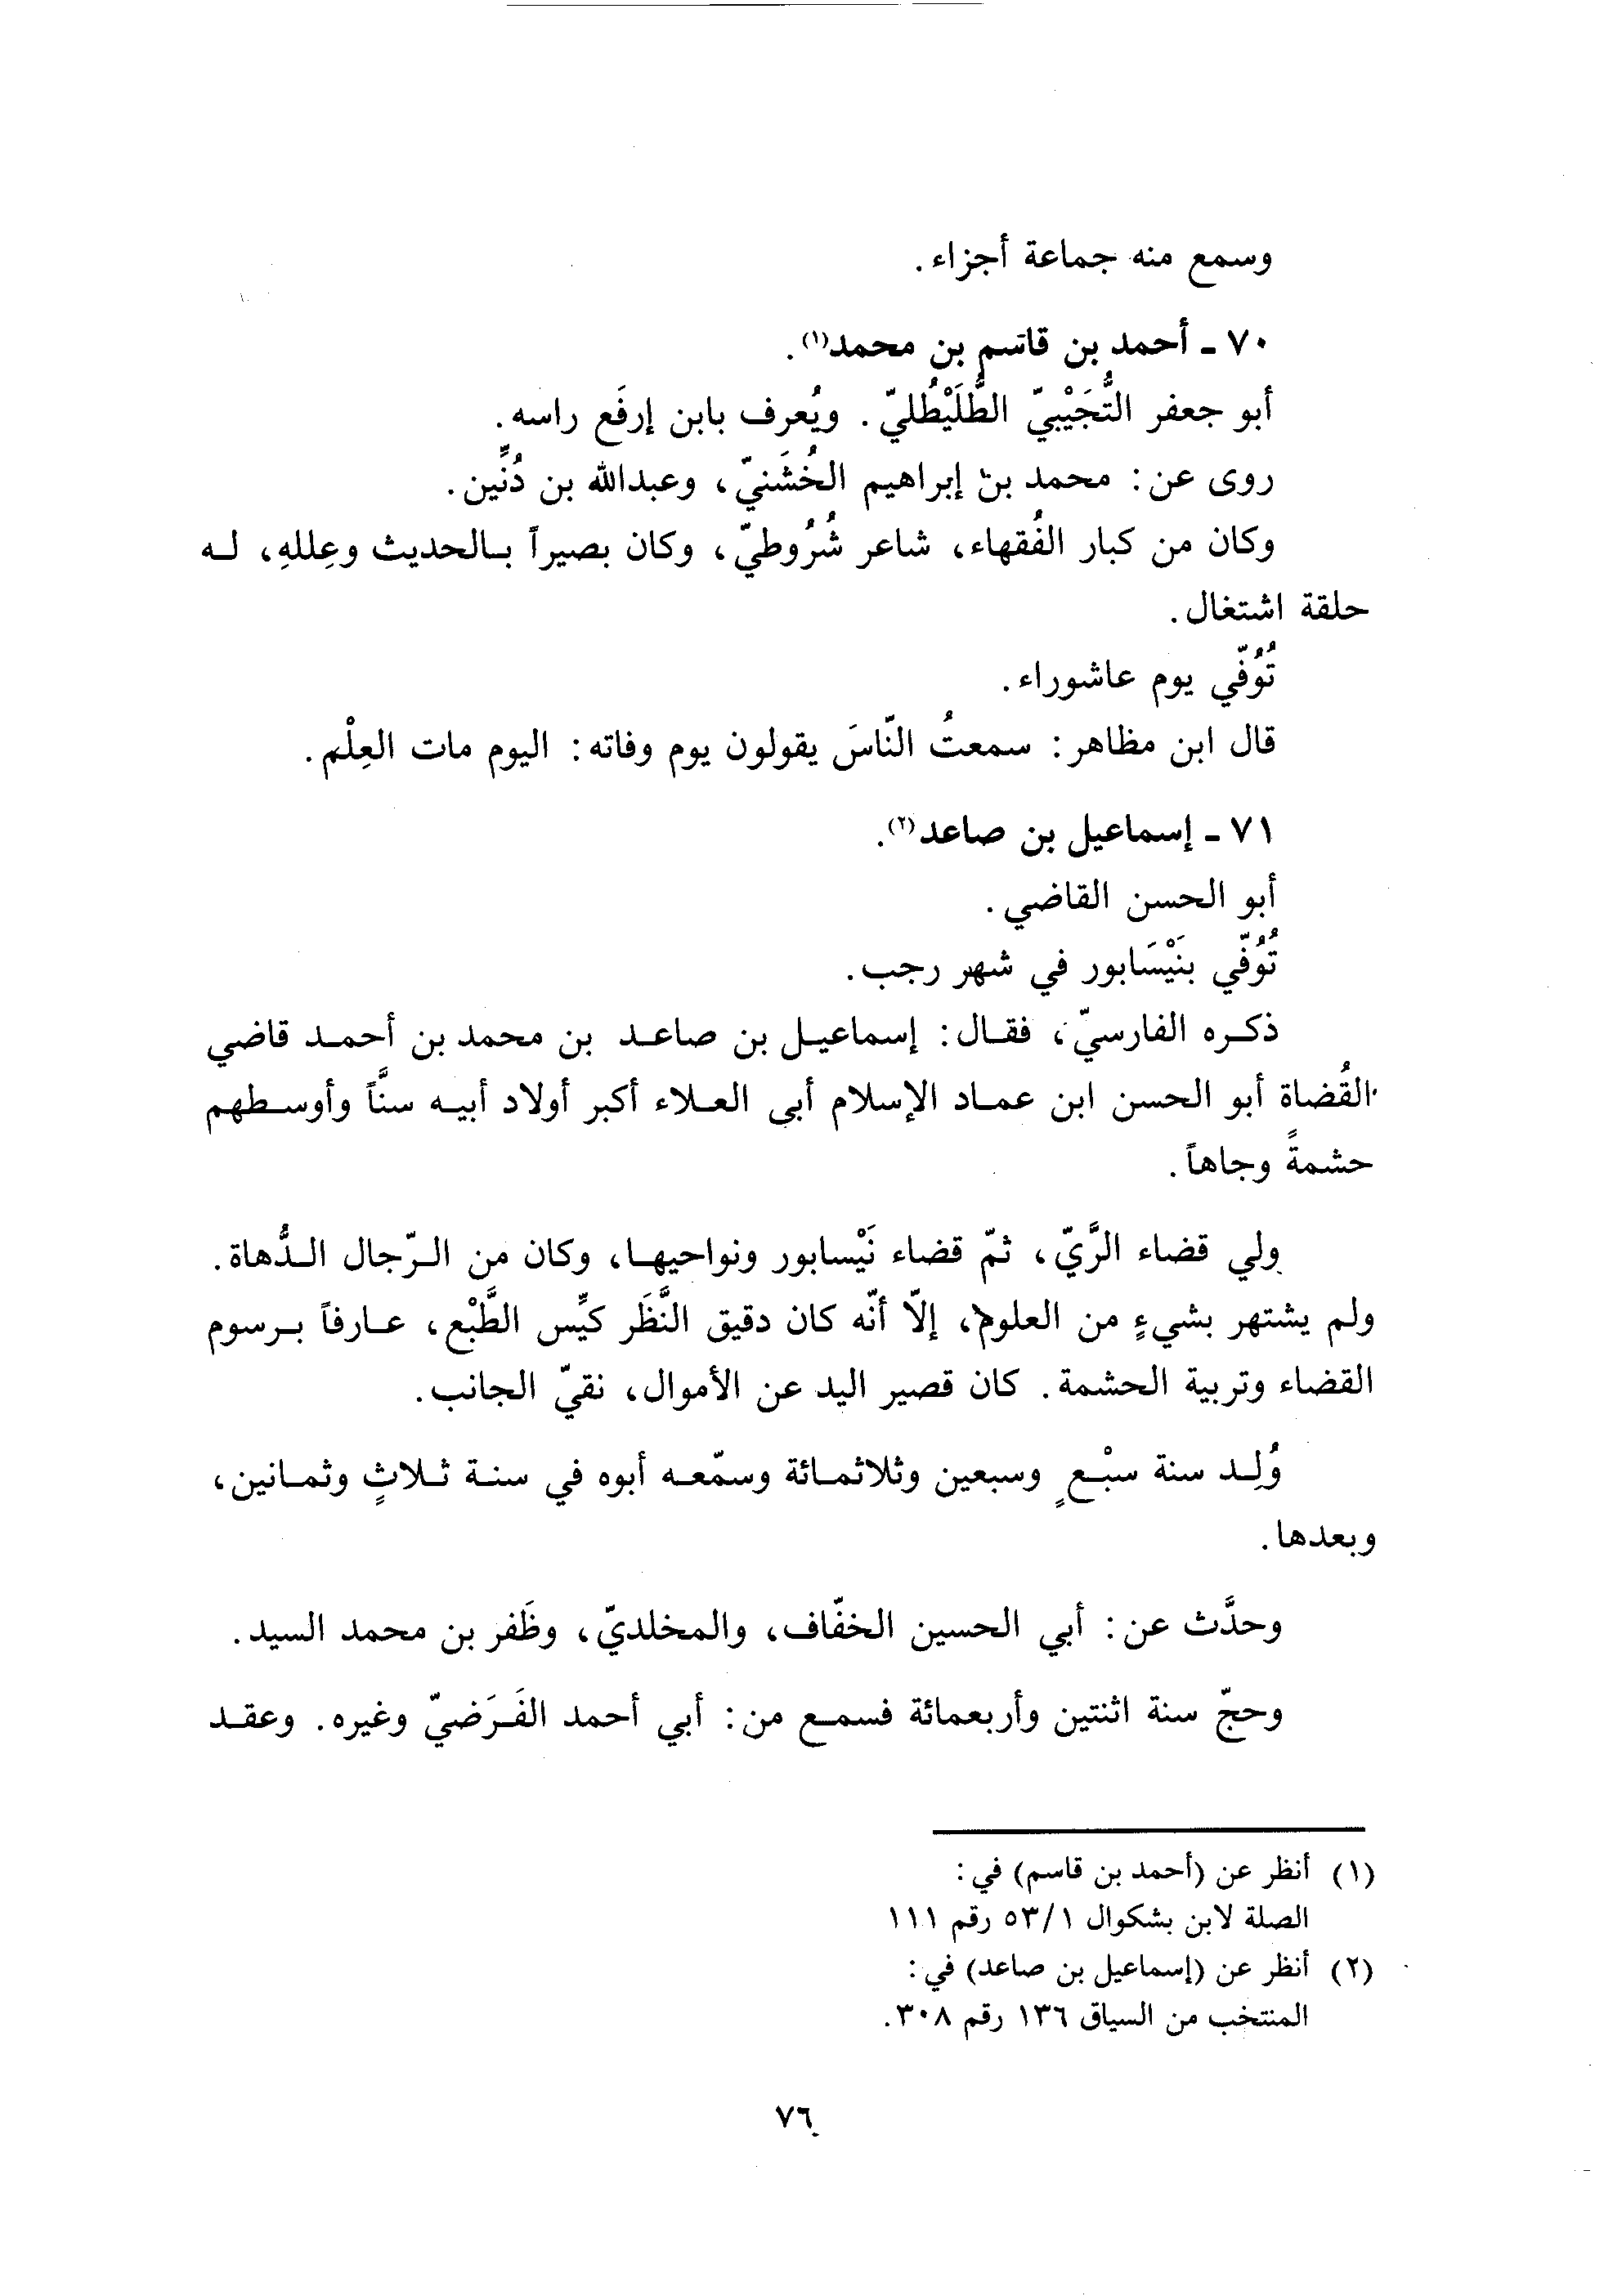 وسمع منه جماعة أجزاء.
٧٠ - أحمد بن قاسم بن محمد(١).
أبو جعفر التُّجَيْبيّ الطُّلَيْطُليّ. ويُعرف بابن إرفَع راسه.
روى عن: محمد بن إبراهيم الخُشَنيّ، وعبدالله بن دُنِّين.
وكان من كبار الفُقهاء، شاعر شُرُوطيّ، وكان بصيراً بالحديث وعِللهِ، له
حلقة اشتغال.
تُوُفّي يوم عاشوراء.
قال ابن مظاهر: سمعتُ النّاسَ يقولون يوم وفاته: اليوم مات العِلْم.
٧١ - إسماعيل بن صاعد(٢).
أبو الحسن القاضي.
تُوُفّي بنَيْسَابور في شهر رجب.
ذكره الفارسيّ، فقال: إسماعيل بن صاعد بن محمد بن أحمد قاضي
القُضاة أبو الحسن ابن عماد الإسلام أبي العلاء أكبر أولاد أبيه سنّاً وأوسطهم
حشمةً وجاهاً.
ولي قضاء الرَّيّ، ثمّ قضاء نَيْسابور ونواحيها، وكان من الرّجال الدُّهاة.
ولم يشتهر بشيءٍ من العلوم، إلّا أنّه كان دقيق النَّظَر كيِّس الطَّبْع، عارفاً برسوم
القضاء وتربية الحشمة. كان قصير اليد عن الأموال، نقيّ الجانب.
وُلِد سنة سبْعٍ وسبعين وثلاثمائة وسمّعه أبوه في سنة ثلاثٍ وثمانين،
وبعدها.
وحدَّث عن: أبي الحسين الخفّاف، والمخلديّ، وظَفر بن محمد السيد.
وحجّ سنة اثنتين وأربعمائة فسمع من: أبي أحمد الفَرَضيّ وغيره. وعقد
(١) أنظر عن (أحمد بن قاسم) في:
الصلة لابن بشكوال ٥٣/١ رقم ١١١
(٢) أنظر عن (إسماعيل بن صاعد) في:
المنتخب من السياق ١٣٦ رقم ٣٠٨.
٧٦